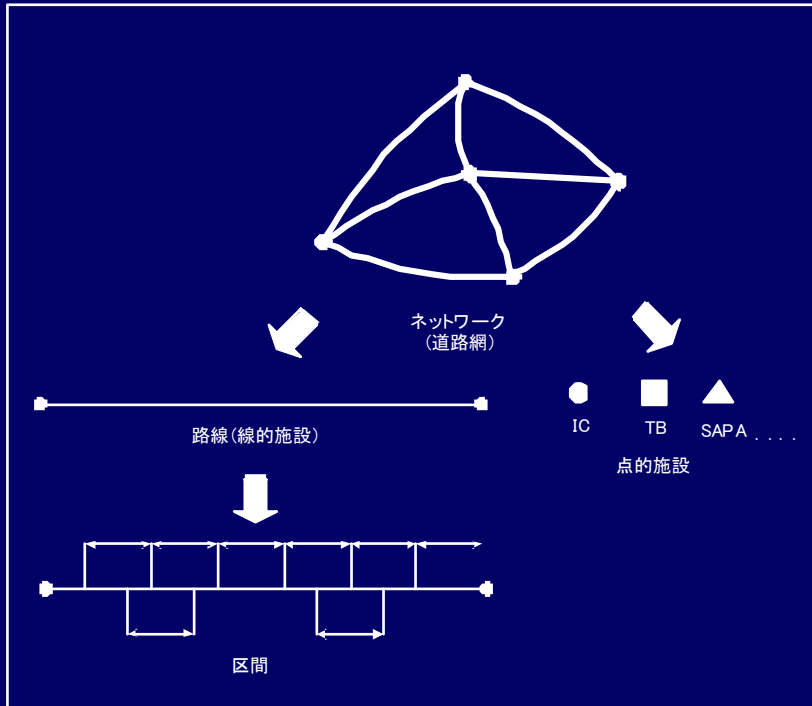 ネットワーク
(道路網)
路線(線的施設)
IC
TB
SAPA . . . .
点的施設
区間